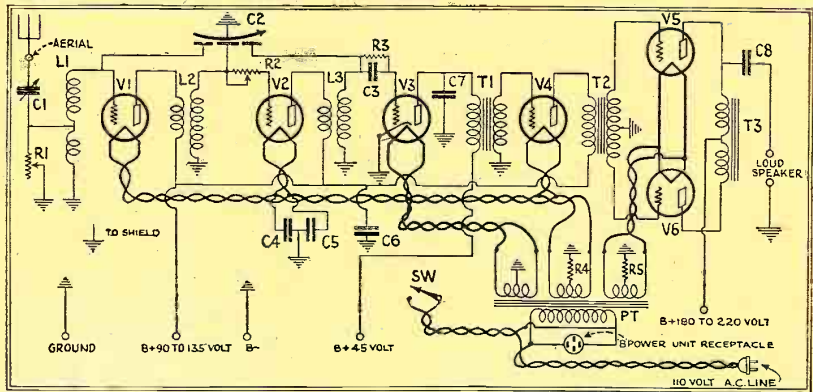 AERIAL
C2
L1
R3
V5
C1
V1
L2
R2
V2
L3
C3
V3
C7
T1
V4
T2
C8
T3
R1
LOUD
SPEAKER
TO SHIELD
C4
C5
C6
V6
SW
R4
R5
PT
B+180 TO 220 VOLT
GROUND
B+90 TO 135 VOLT
B-
B+45 VOLT
"B" POWER UNIT RECEPTACLE
110 VOLT A.C. LINE